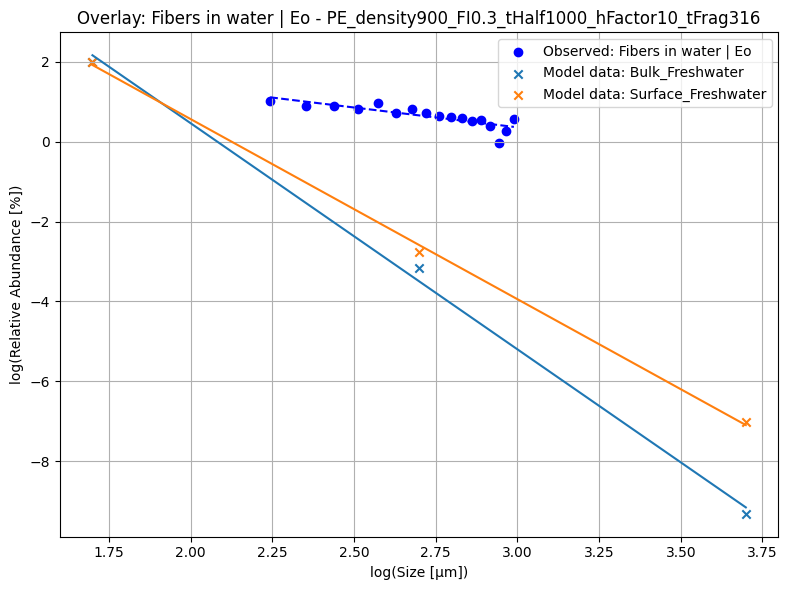 Overlay: Fibers in water | Eo - PE_density900_FI0.3_tHalf1000_hFactor10_tFrag316
Observed: Fibers in water | Eo
Model data: Bulk_Freshwater
Model data: Surface_Freshwater
log(Relative Abundance [%])
2
0
−2
−4
−6
−8
1.75 2.00 2.25 2.50 2.75 3.00 3.25 3.50 3.75
log(Size [μm])